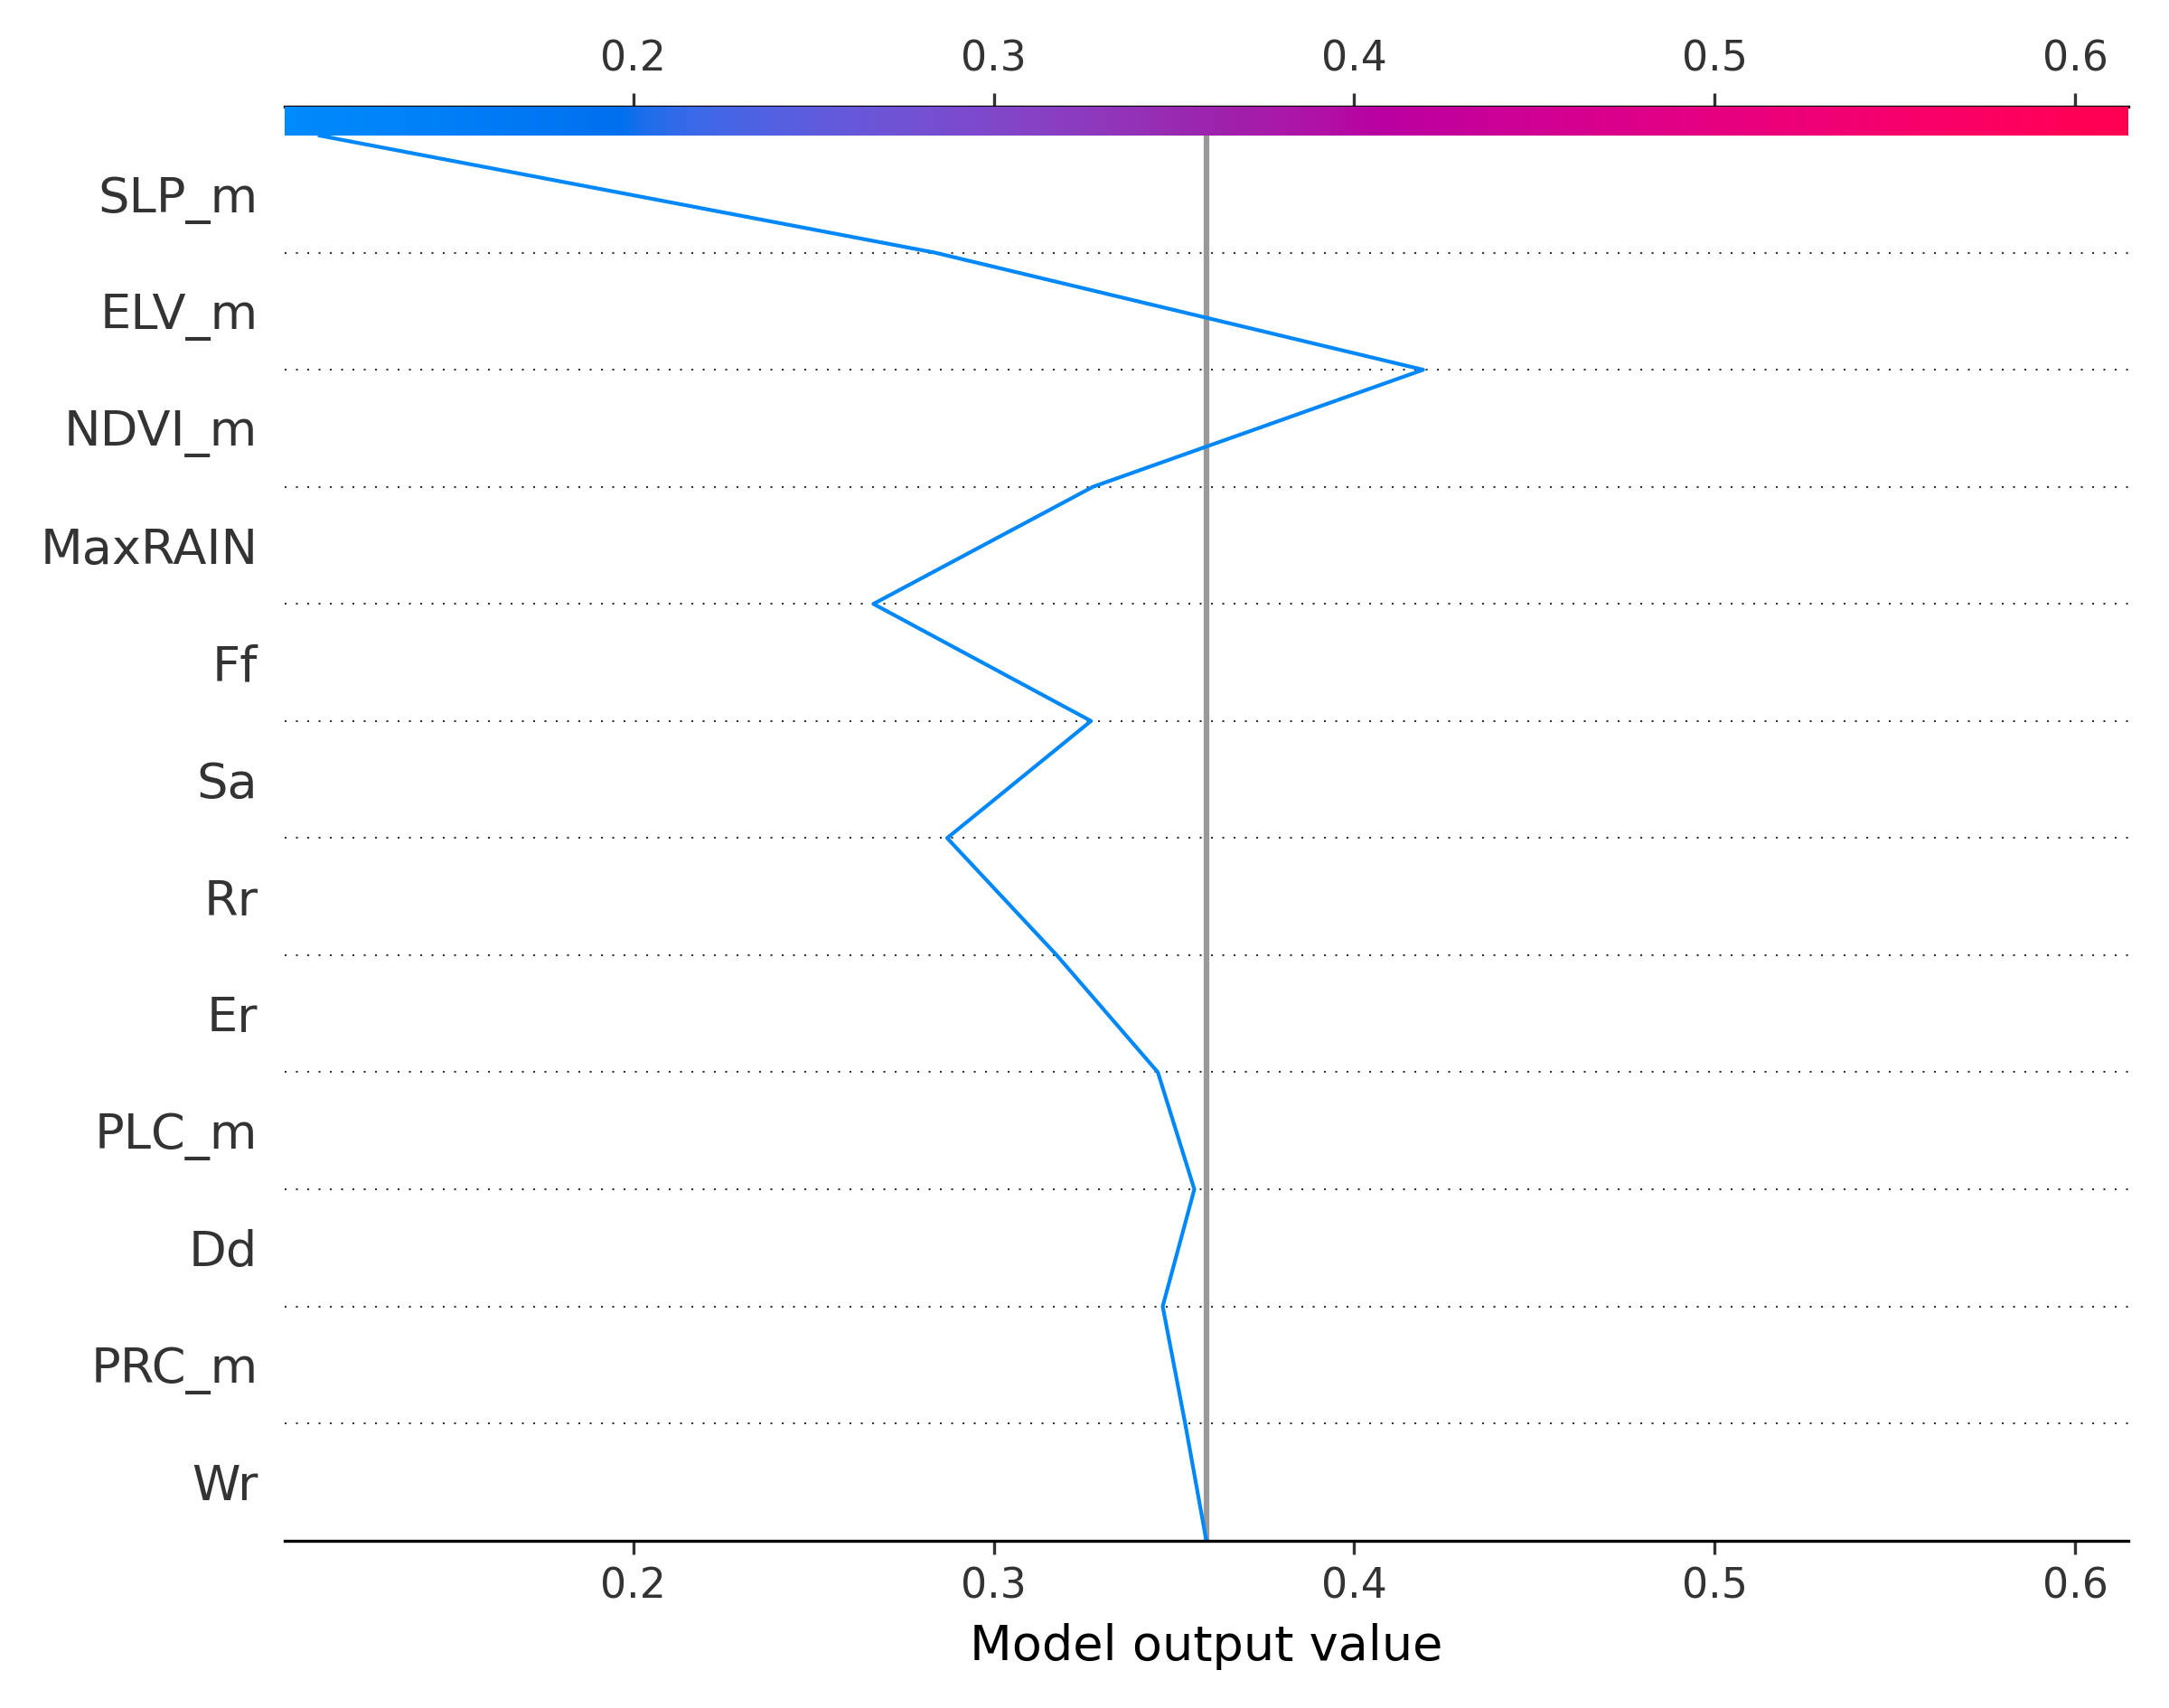 0.2 0.3 0.4 0.5 0.6
SLP_m
ELV_m
NDVI_m
MaxRAIN
Ff
Sa
Rr
Er
PLC_m
Dd
PRC_m
Wr
0.2 0.3 0.4 0.5 0.6
Model output value